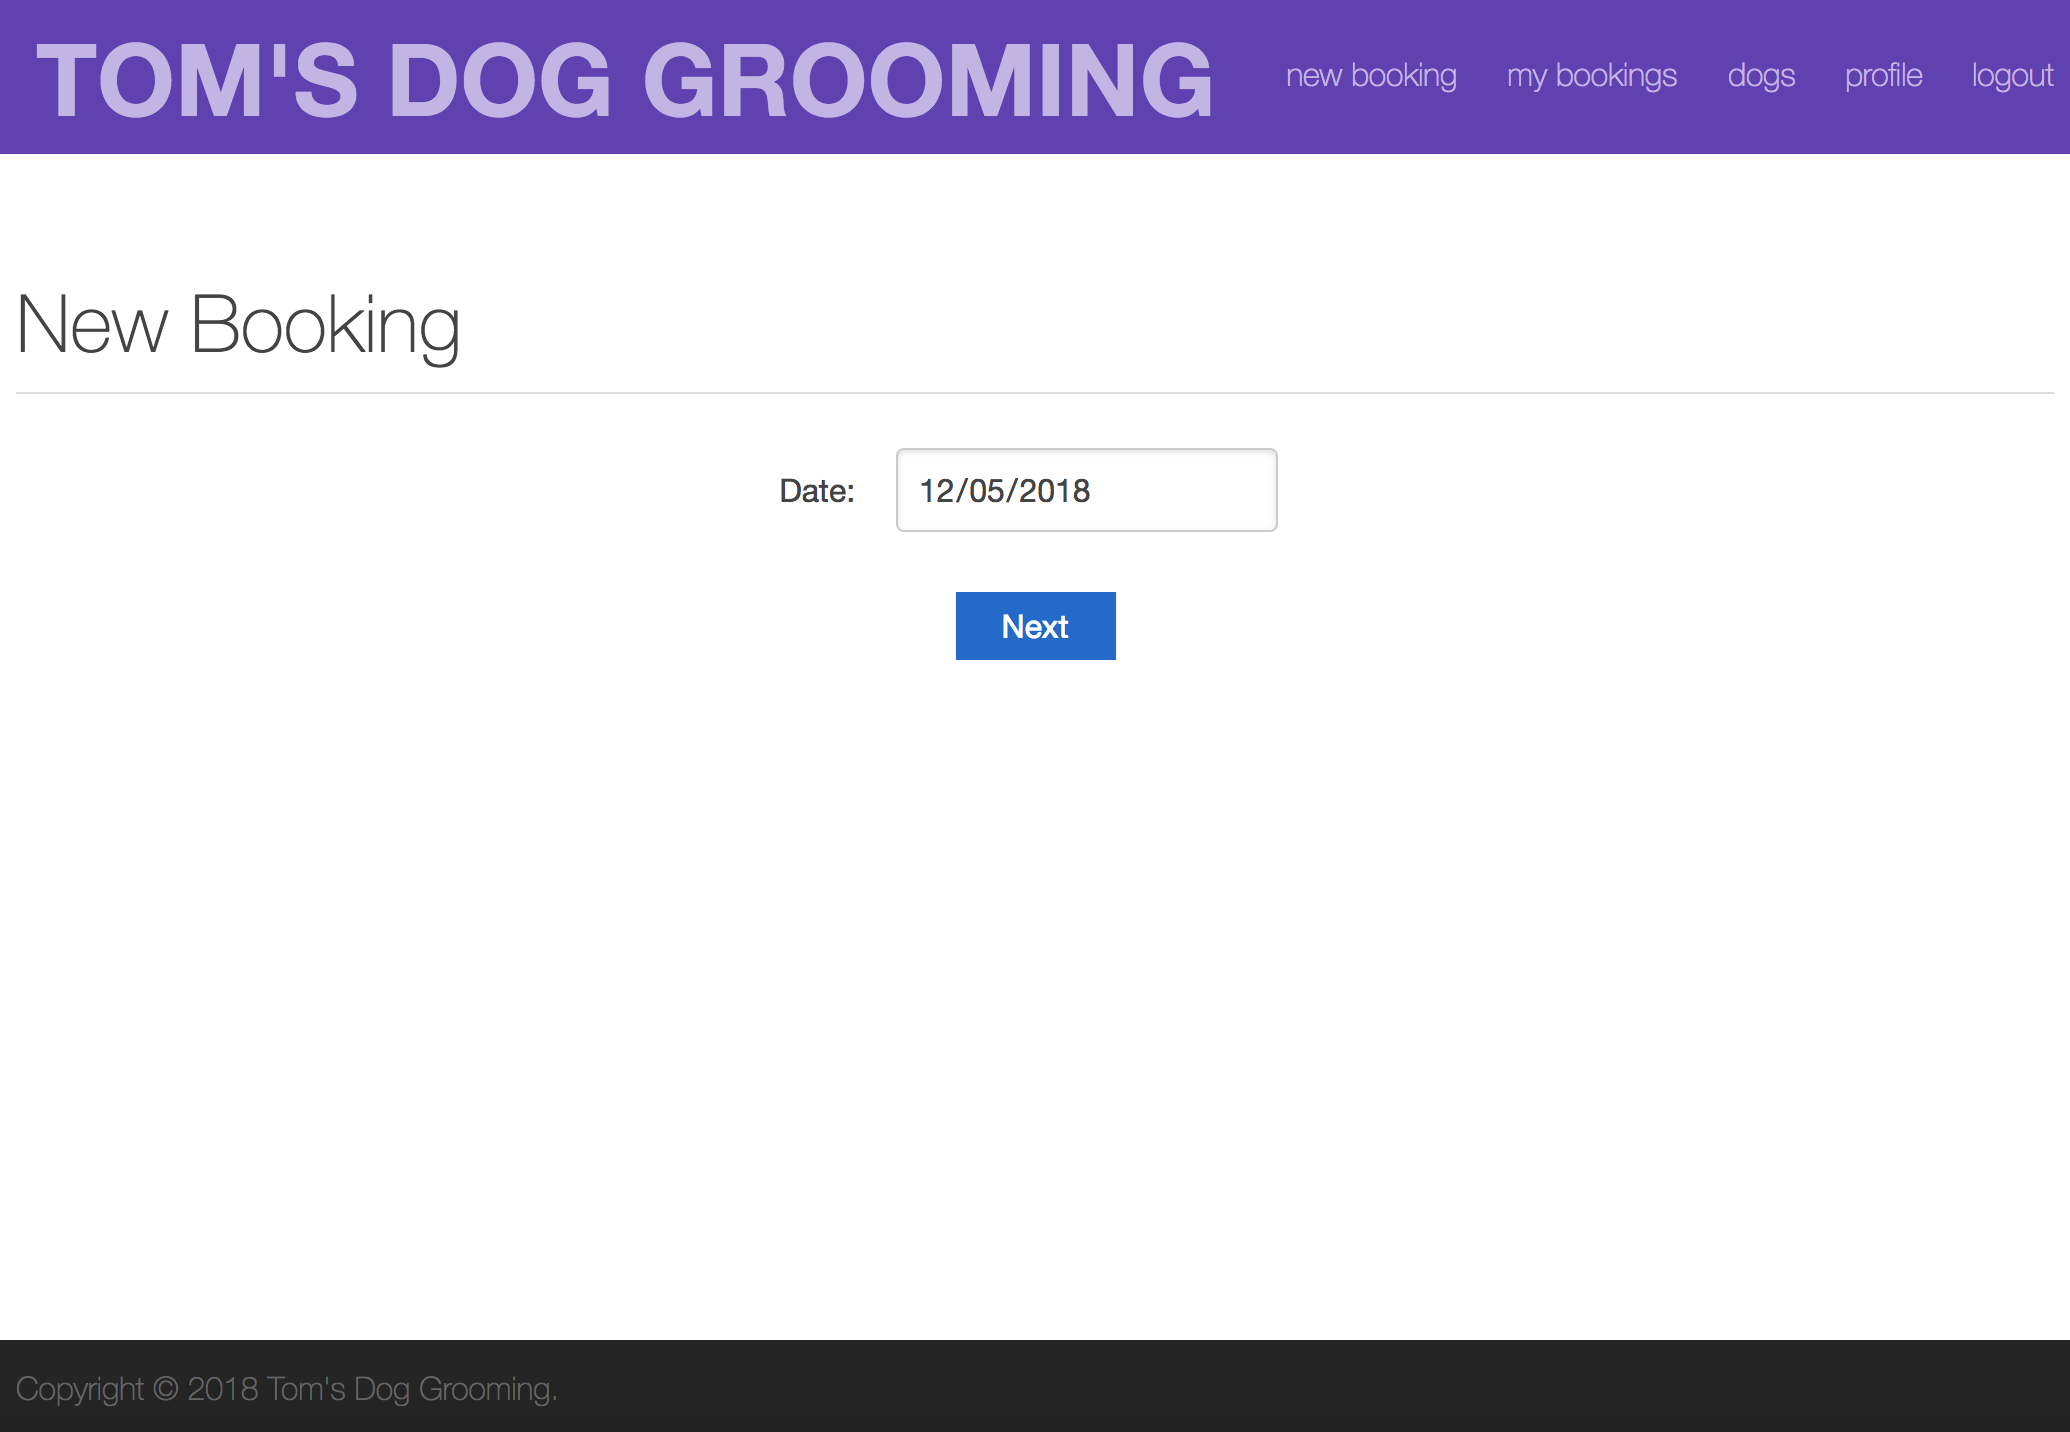 TOM'S DOG GROOMING
new booking my bookings dogs profile logout
New Booking
Date: 12/05/2018
Next
Copyright © 2018 Tom's Dog Grooming.